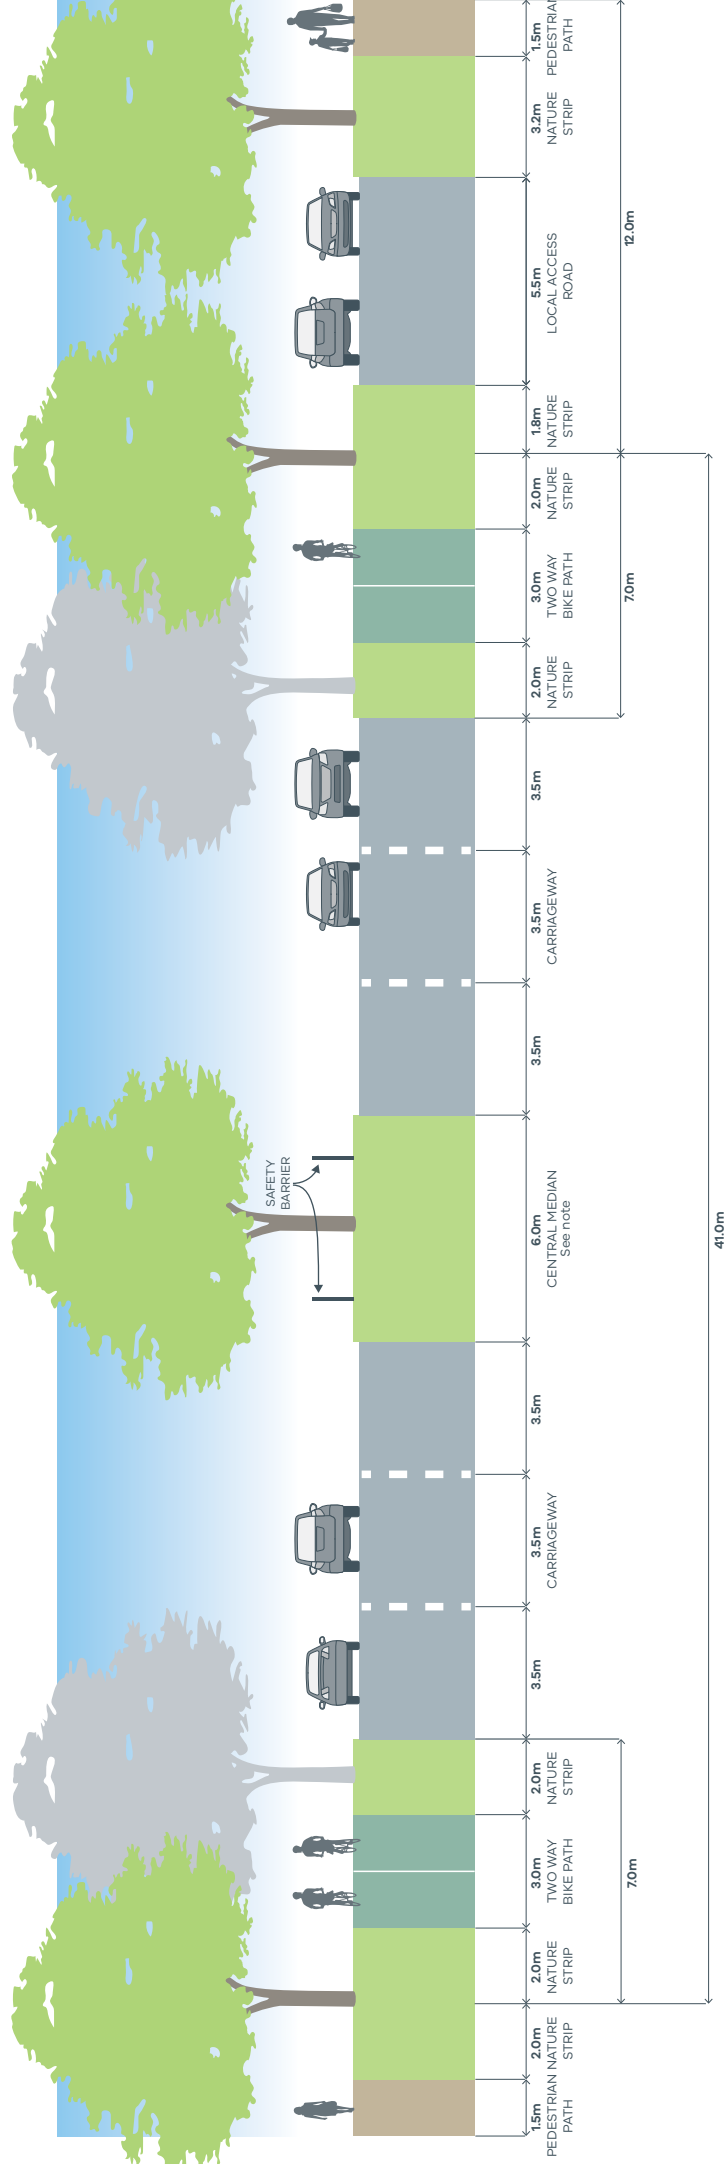 SAFETY
BARRIER
1.5m
PEDESTRIAN
PATH
2.0m
NATURE
STRIP
2.0m
NATURE
STRIP
3.0m
TWO WAY
BIKE PATH
2.0m
NATURE
STRIP
3.5m
3.5m
CARRIAGEWAY
3.5m
6.0m
CENTRAL MEDIAN
See note
3.5m
3.5m
CARRIAGEWAY
3.5m
2.0m
NATURE
STRIP
3.0m
TWO WAY
BIKE PATH
2.0m
NATURE
STRIP
1.8m
NATURE
STRIP
5.5m
LOCAL ACCESS
ROAD
3.2m
NATURE
STRIP
1.5m
PEDESTRIAN
PATH
7.0m
7.0m
12.0m
41.0m